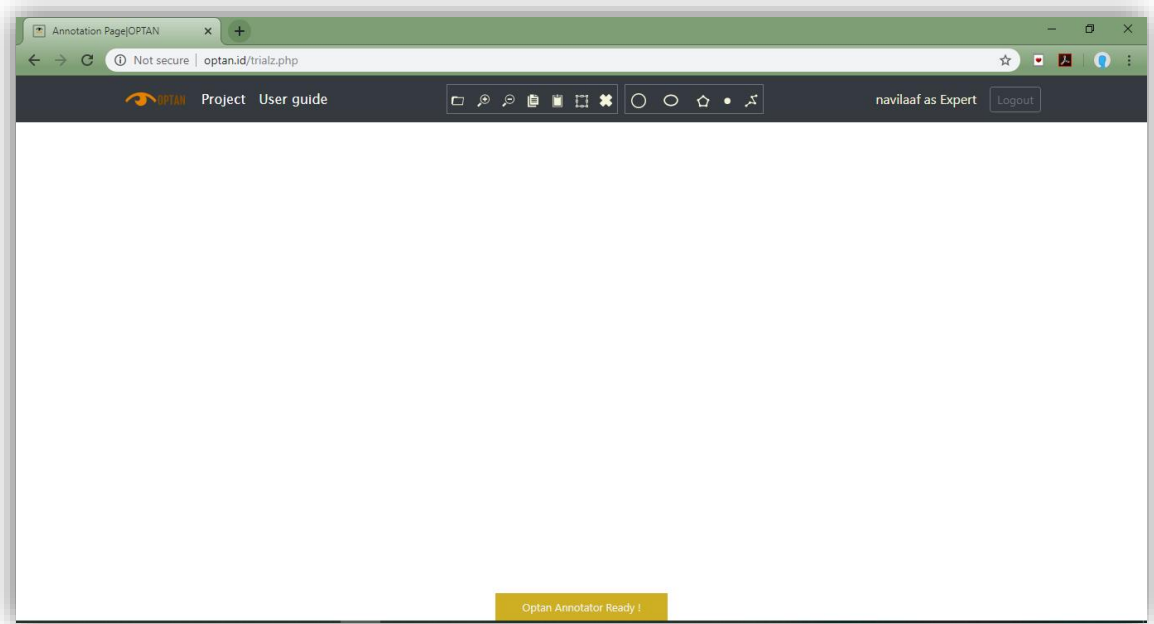 Annotation Page|OPTAN
Not secure | optan.id/trialz.php
OPTAN Project User guide navilaaf as Expert Logout
Optan Annotator Ready !